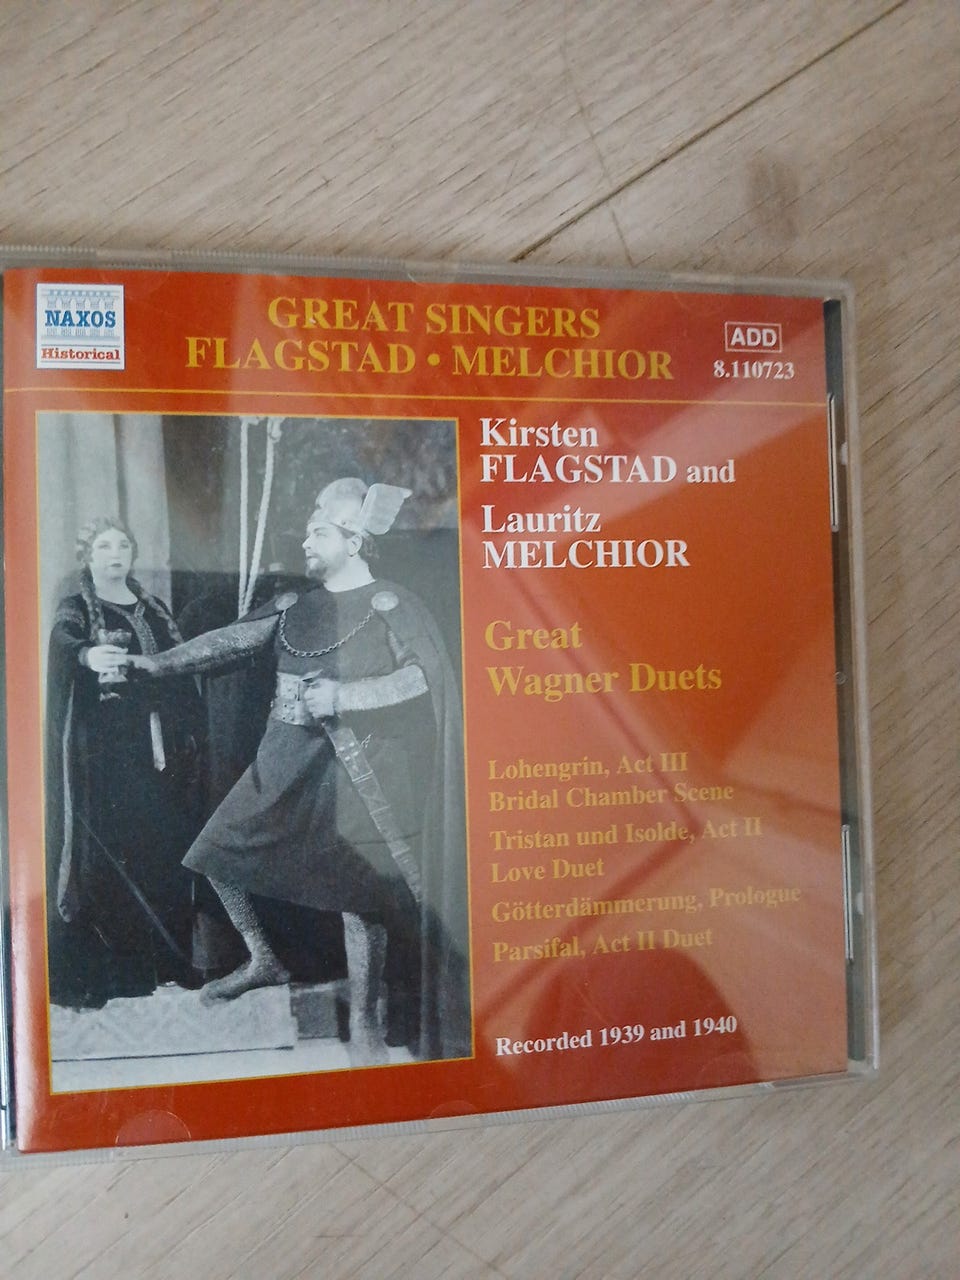 NAXOS
Historical
GREAT SINGERS
FLAGSTAD • MELCHIOR
ADD
8.110723
Kirsten
FLAGSTAD and
Lauritz
MELCHIOR
Great
Wagner Duets
Lohengrin, Act III
Bridal Chamber Scene
Tristan und Isolde, Act II
Love Duet
Götterdämmerung, Prologue
Parsifal, Act II Duet
Recorded 1939 and 1940